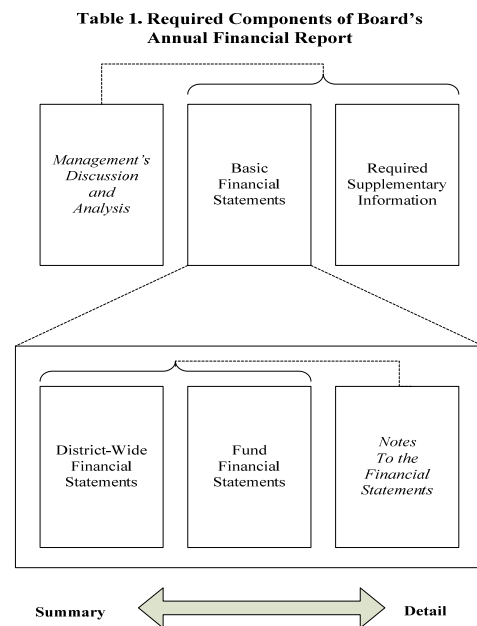 Table 1. Required Components of Board's
Annual Financial Report
Management's
Discussion
and
Analysis
Basic
Financial
Statements
Required
Supplementary
Information
District-Wide
Financial
Statements
Fund
Financial
Statements
Notes
To the
Financial
Statements
Summary
Detail